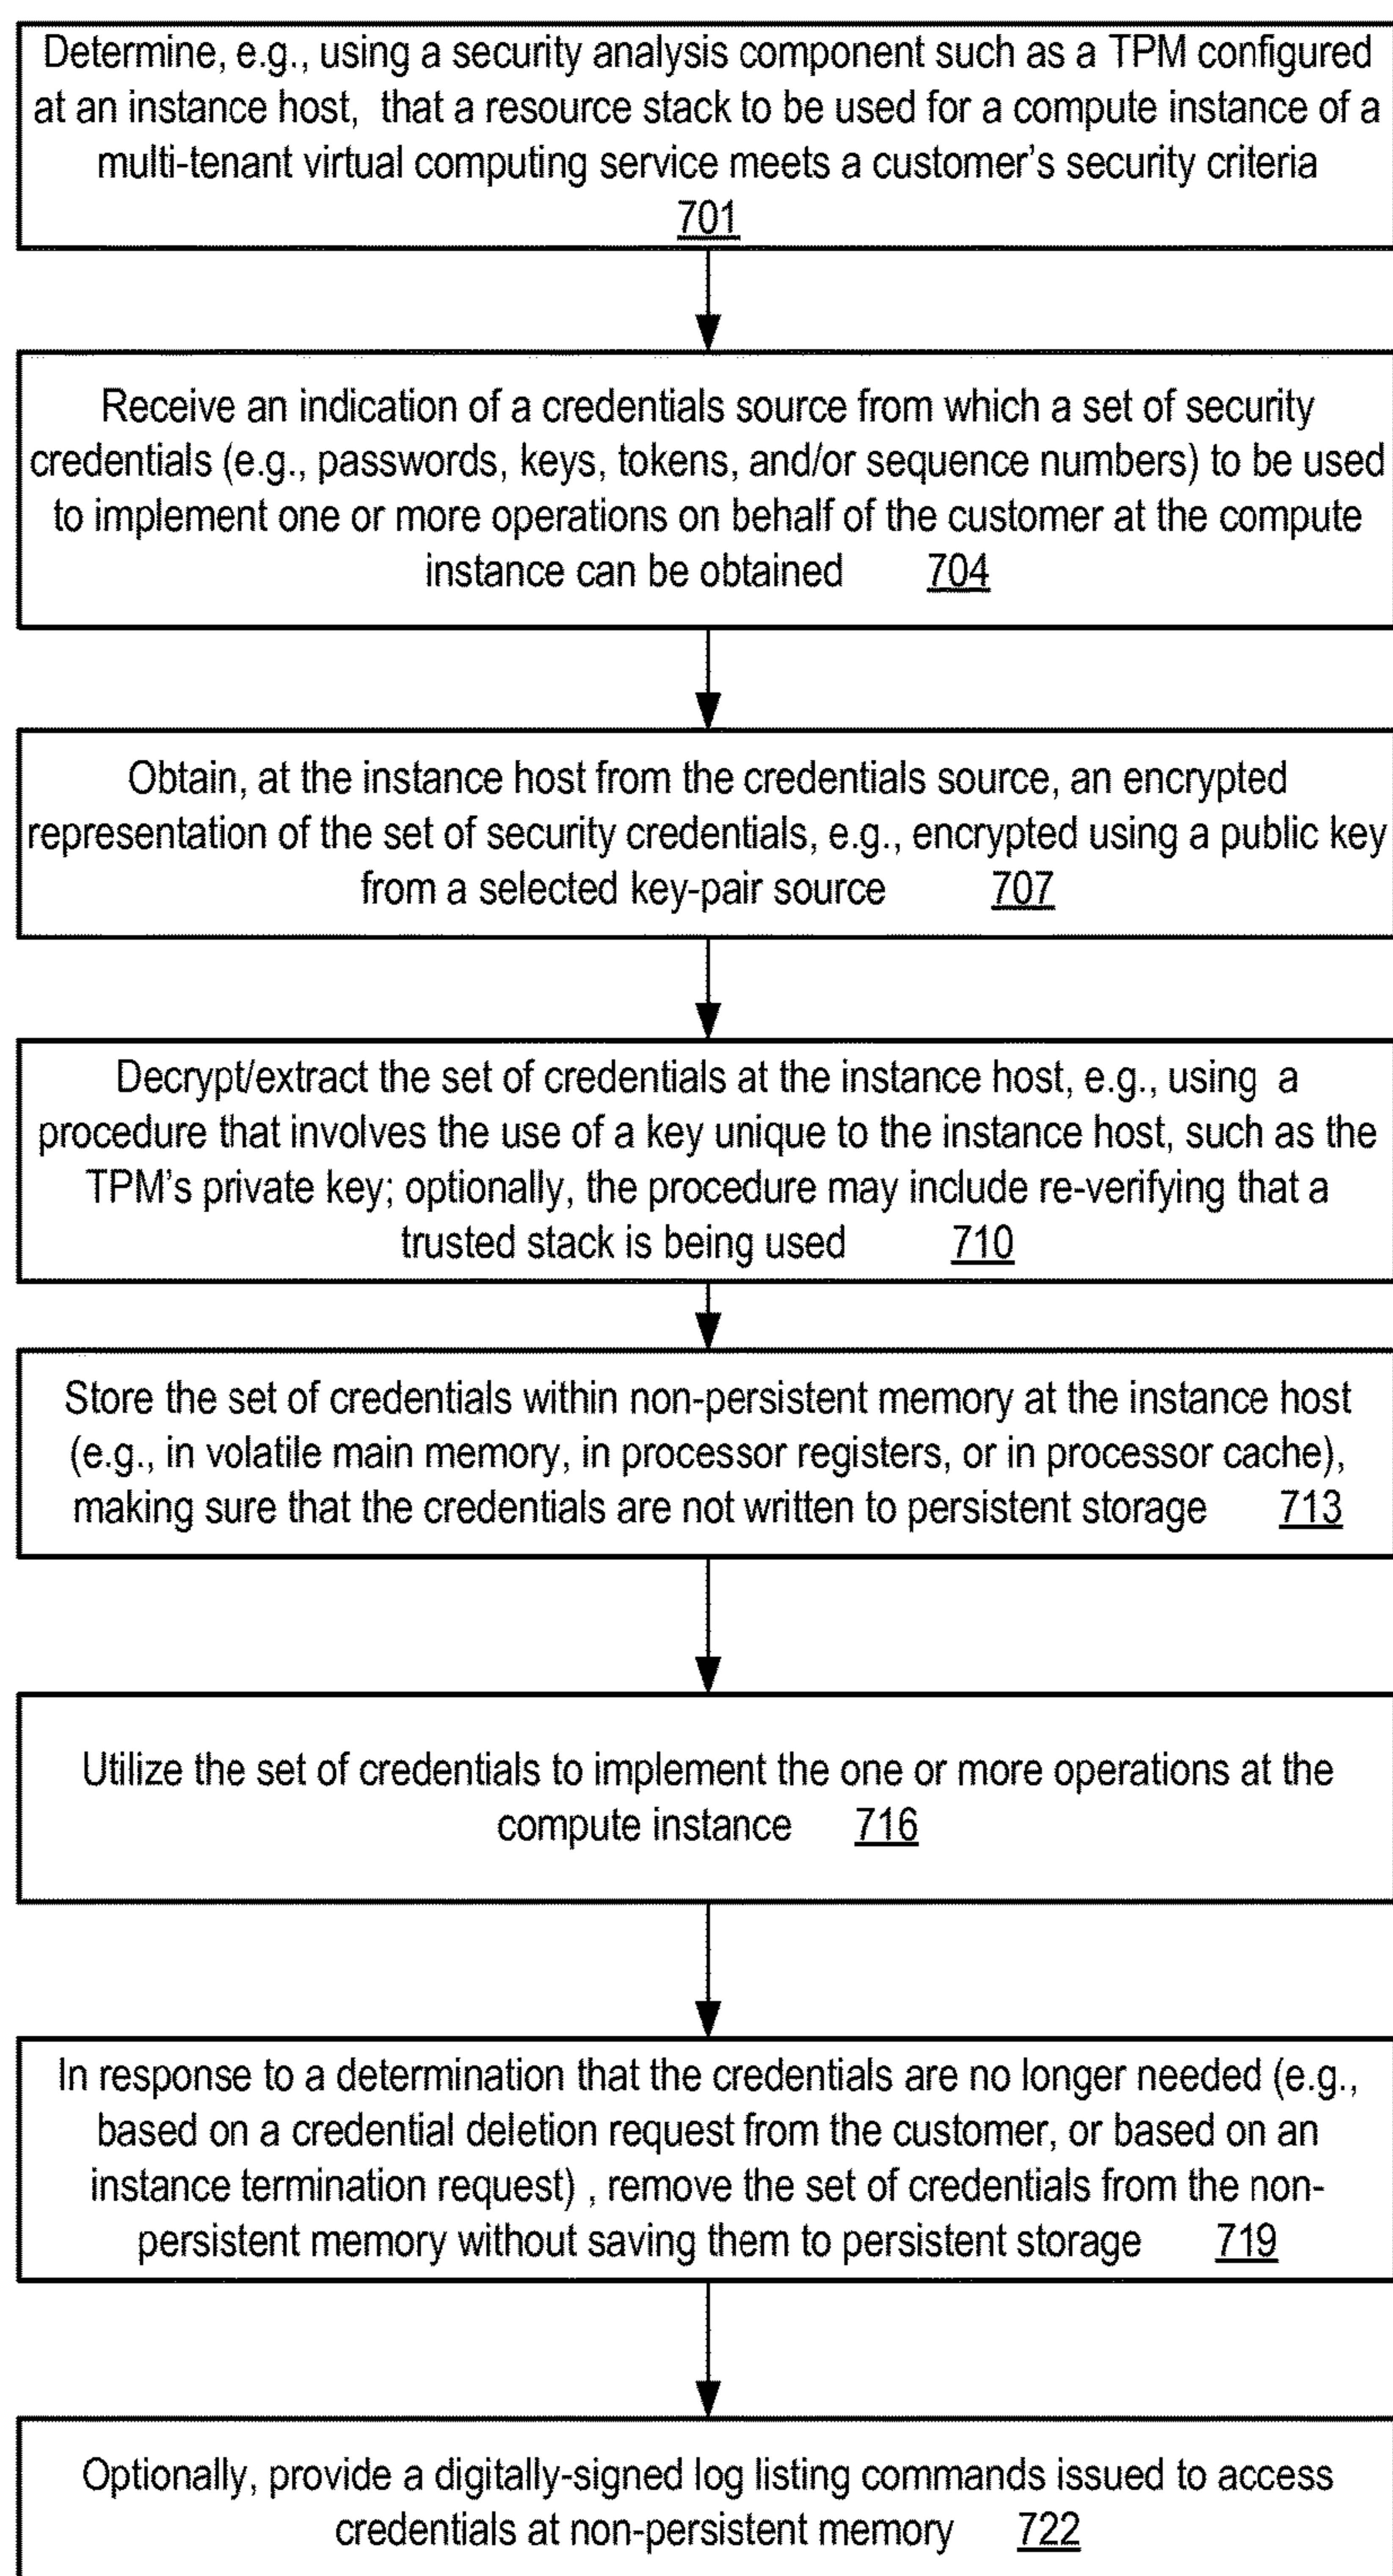 Determine, e.g., using a security analysis component such as a TPM configured
at an instance host, that a resource stack to be used for a compute instance of a
multi-tenant virtual computing service meets a customer's security criteria
701
Receive an indication of a credentials source from which a set of security
credentials (e.g., passwords, keys, tokens, and/or sequence numbers) to be used
to implement one or more operations on behalf of the customer at the compute
instance can be obtained 704
Obtain, at the instance host from the credentials source, an encrypted
representation of the set of security credentials, e.g., encrypted using a public key
from a selected key-pair source 707
Decrypt/extract the set of credentials at the instance host, e.g., using a
procedure that involves the use of a key unique to the instance host, such as the
TPM's private key; optionally, the procedure may include re-verifying that a
trusted stack is being used 710
Store the set of credentials within non-persistent memory at the instance host
(e.g., in volatile main memory, in processor registers, or in processor cache),
making sure that the credentials are not written to persistent storage 713
Utilize the set of credentials to implement the one or more operations at the
compute instance 716
In response to a determination that the credentials are no longer needed (e.g.,
based on a credential deletion request from the customer, or based on an
instance termination request) , remove the set of credentials from the non-
persistent memory without saving them to persistent storage 719
Optionally, provide a digitally-signed log listing commands issued to access
credentials at non-persistent memory 722